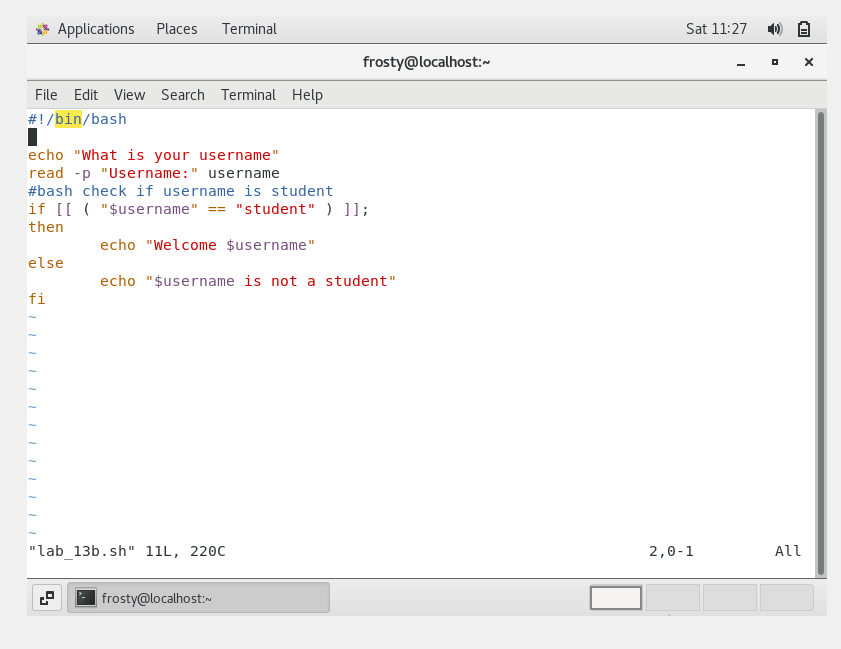 Applications Places Terminal Sat 11:27
frosty@localhost:~
File Edit View Search Terminal Help
#!/bin/bash
echo "What is your username"
read -p "Username:" username
#bash check if username is student
if [[ ( "$username" == "student" ) ]];
then
        echo "Welcome $username"
else
        echo "$username is not a student"
fi
~
~
~
~
~
~
~
~
~
~
~
~
~
"lab_13b.sh" 11L, 220C 2,0-1 All
frosty@localhost:~